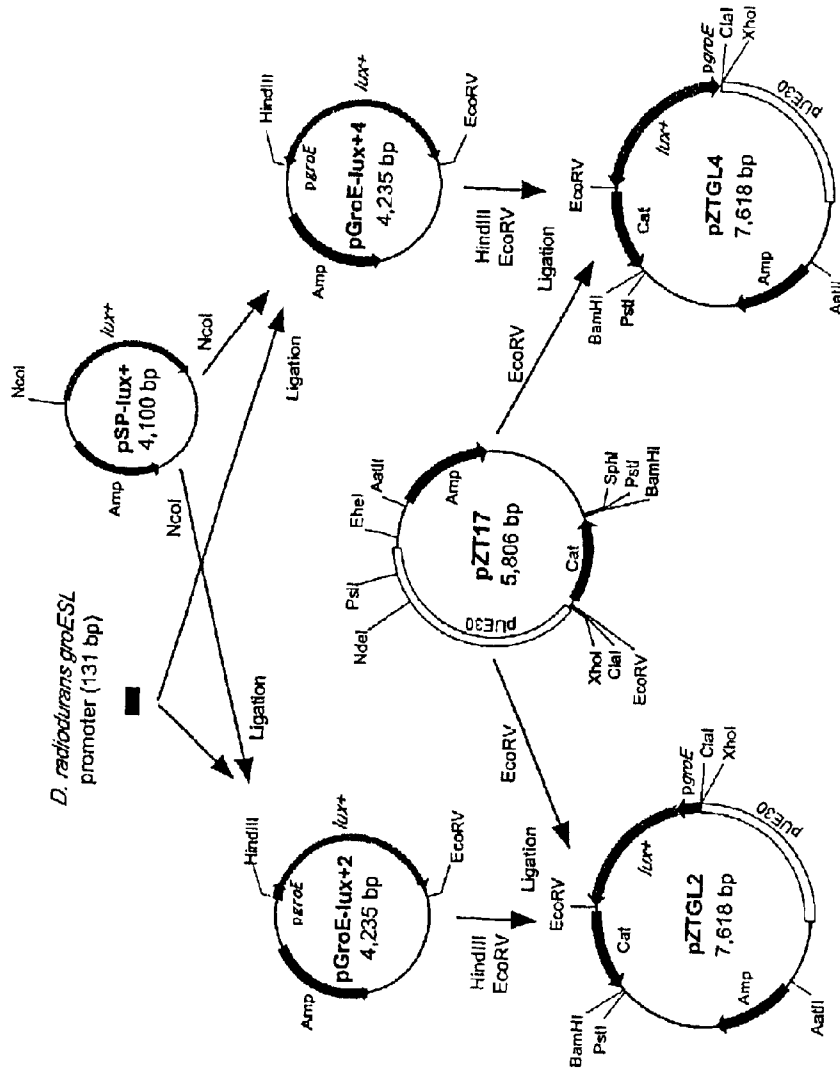 D. radiodurans groESL
promoter (131 bp)
NcoI
lux+
pSP-lux+
4,100 bp
Amp
NcoI
NcoI
Ligation
Ligation
HindIII
pgroE
lux+
pGroE-lux+2
4,235 bp
Amp
EcoRV
HindIII
pgroE
lux+
pGroE-lux+4
4,235 bp
Amp
EcoRV
NdeI
PstI
EheI
AatII
pUE30
Amp
pZT17
5,806 bp
Cat
XhoI
ClaI
EcoRV
SphI
PstI
BamHI
HindIII
EcoRV
Ligation
EcoRV
EcoRV
HindIII
EcoRV
Ligation
EcoRV
BamHI
PstI
Cat
lux+
pgroE
ClaI
XhoI
pZTGL2
7,618 bp
pUE30
Amp
AatII
EcoRV
BamHI
PstI
Cat
lux+
pgroE
ClaI
XhoI
pZTGL4
7,618 bp
pUE30
Amp
AatII